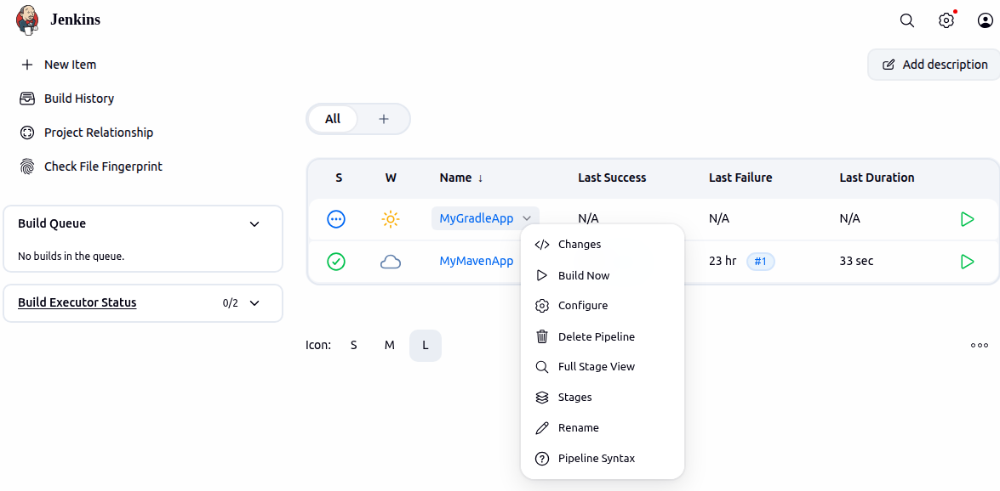 Jenkins
New Item
Add description
Build History
All +
Project Relationship
Check File Fingerprint
S W Name ↓ Last Success Last Failure Last Duration
Build Queue
MyGradleApp N/A N/A N/A
No builds in the queue.
Changes
MyMavenApp 23 hr #1 33 sec
Build Now
Build Executor Status 0/2
Configure
Delete Pipeline
Icon: S M L
Full Stage View
Stages
Rename
Pipeline Syntax